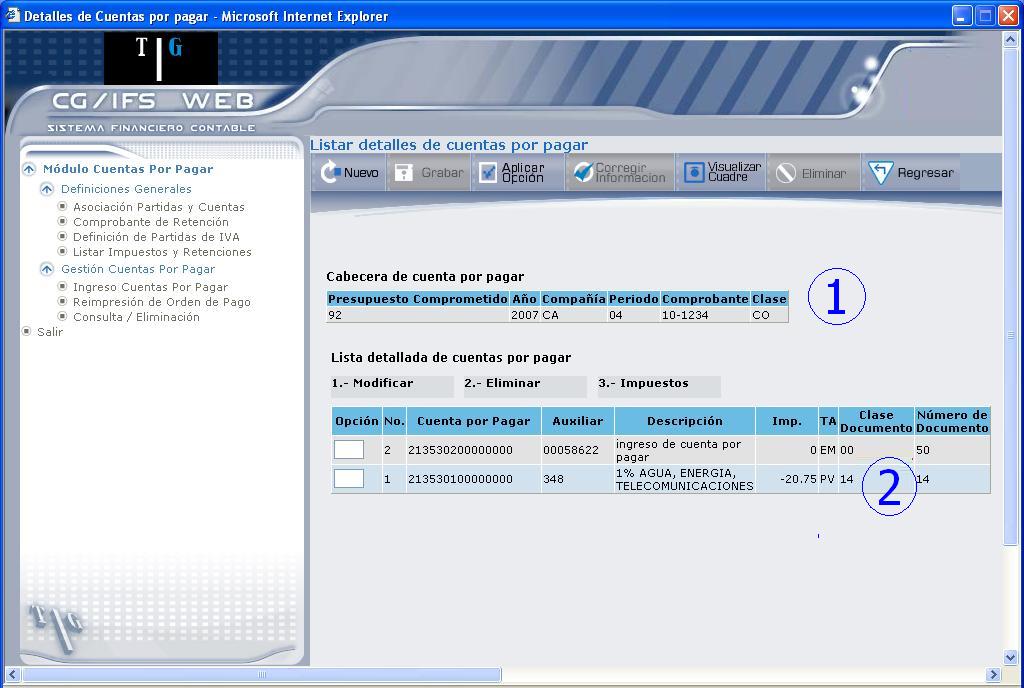 Detalles de Cuentas por pagar - Microsoft Internet Explorer
T G
CG/IFS WEB
SISTEMA FINANCIERO CONTABLE
Módulo Cuentas Por Pagar
Definiciones Generales
Asociación Partidas y Cuentas
Comprobante de Retención
Definición de Partidas de IVA
Listar Impuestos y Retenciones
Gestión Cuentas Por Pagar
Ingreso Cuentas Por Pagar
Reimpresión de Orden de Pago
Consulta / Eliminación
Salir
T G
Listar detalles de cuentas por pagar
Nuevo Grabar Aplicar Opción Corregir Informacion Visualizar Cuadre Eliminar Regresar
Cabecera de cuenta por pagar
Presupuesto Comprometido Año Compañía Periodo Comprobante Clase
92 2007 CA 04 10-1234 CO
1
Lista detallada de cuentas por pagar
1.- Modificar 2.- Eliminar 3.- Impuestos
Opción No. Cuenta por Pagar Auxiliar Descripción Imp. TA Clase Documento Número de Documento
2 213530200000000 00058622 ingreso de cuenta por pagar 0 EM 00 50
1 213530100000000 348 1% AGUA, ENERGIA, TELECOMUNICACIONES -20.75 PV 14 14
2